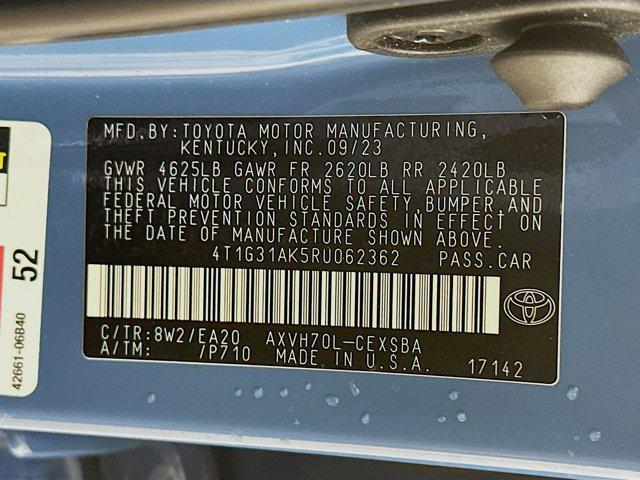 MFD.BY:TOYOTA MOTOR MANUFACTURING,
KENTUCKY,INC.09/23
GVWR 4625LB GAWR FR 2620LB RR 2420LB
THIS VEHICLE CONFORMS TO ALL APPLICABLE
FEDERAL MOTOR VEHICLE SAFETY,BUMPER,AND
THEFT PREVENTION STANDARDS IN EFFECT ON
THE DATE OF MANUFACTURE SHOWN ABOVE.
4T1G31AK5RU062362 PASS.CAR
C/TR:8W2/EA20 AXVH70L-CEXSBA
A/TM: /P710 MADE IN U.S.A. 17142
52
42661-06B40